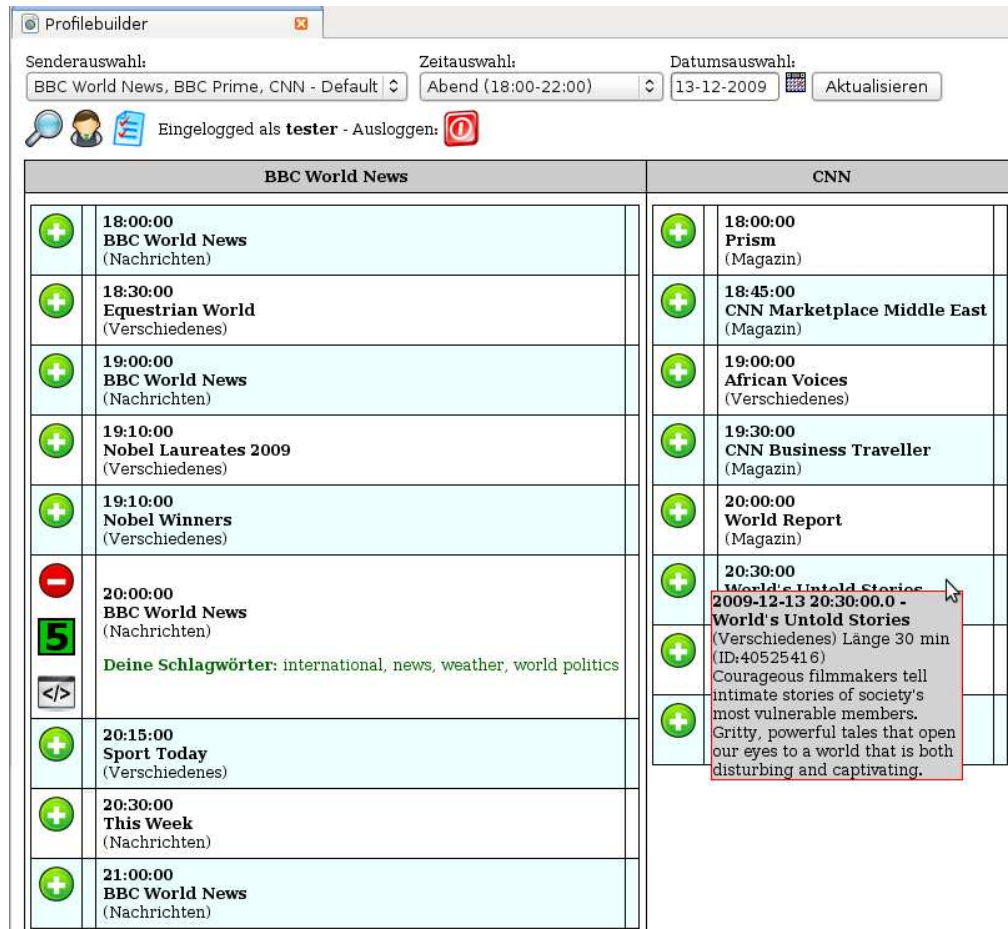 Profilebuilder
Senderauswahl:
Zeitauswahl:
Datumsauswahl:
BBC World News, BBC Prime, CNN - Default
Abend (18:00-22:00)
13-12-2009
Aktualisieren
Eingelogged als tester - Ausloggen:
BBC World News
18:00:00
BBC World News
(Nachrichten)
18:30:00
Equestrian World
(Verschiedenes)
19:00:00
BBC World News
(Nachrichten)
19:10:00
Nobel Laureates 2009
(Verschiedenes)
19:10:00
Nobel Winners
(Verschiedenes)
5
</>
20:00:00
BBC World News
(Nachrichten)
Deine Schlagwörter: international, news, weather, world politics
20:15:00
Sport Today
(Verschiedenes)
20:30:00
This Week
(Nachrichten)
21:00:00
BBC World News
(Nachrichten)
CNN
18:00:00
Prism
(Magazin)
18:45:00
CNN Marketplace Middle East
(Magazin)
19:00:00
African Voices
(Verschiedenes)
19:30:00
CNN Business Traveller
(Magazin)
20:00:00
World Report
(Magazin)
20:30:00
World's Untold Stories
2009-12-13 20:30:00.0 -
World's Untold Stories
(Verschiedenes) Länge 30 min
(ID:40525416)
Courageous filmmakers tell
intimate stories of society's
most vulnerable members.
Gritty, powerful tales that open
our eyes to a world that is both
disturbing and captivating.